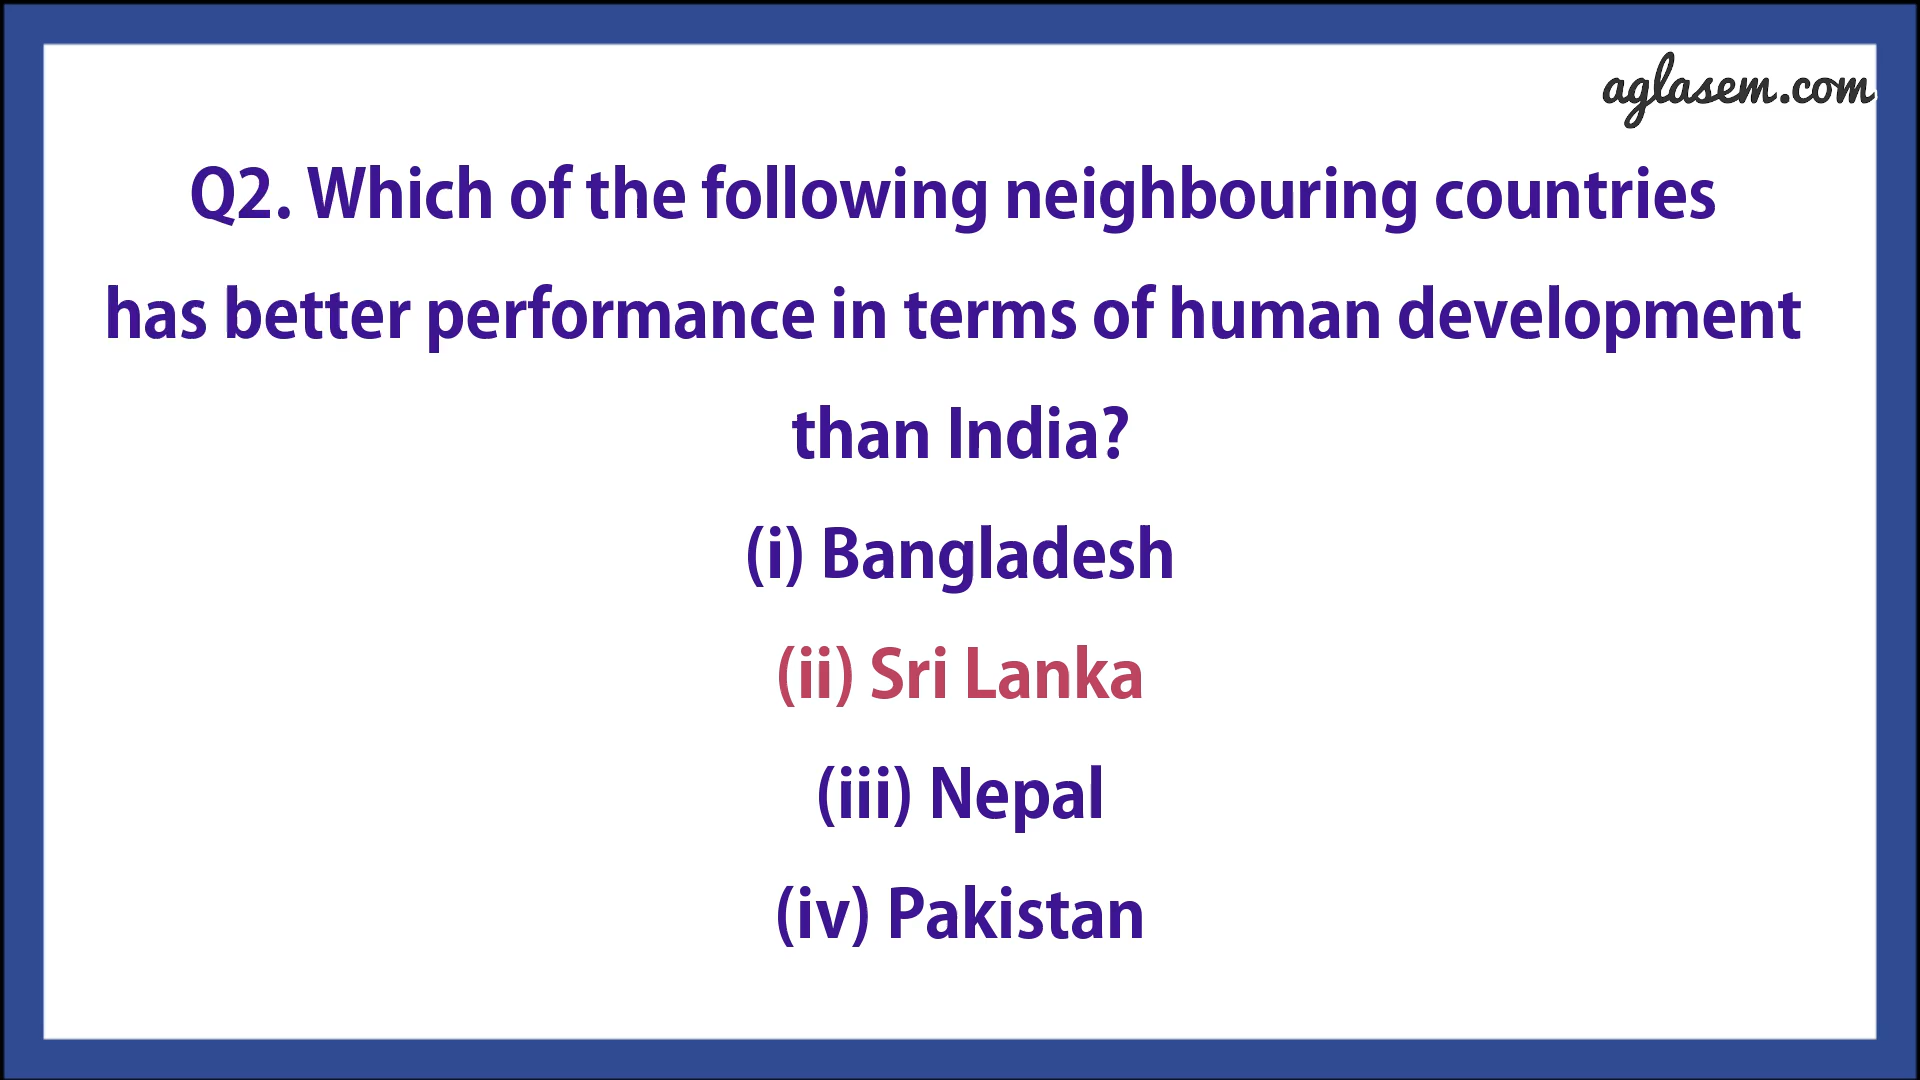 aglasem.com
Q2. Which of the following neighbouring countries
has better performance in terms of human development
than India?
(i) Bangladesh
(ii) Sri Lanka
(iii) Nepal
(iv) Pakistan